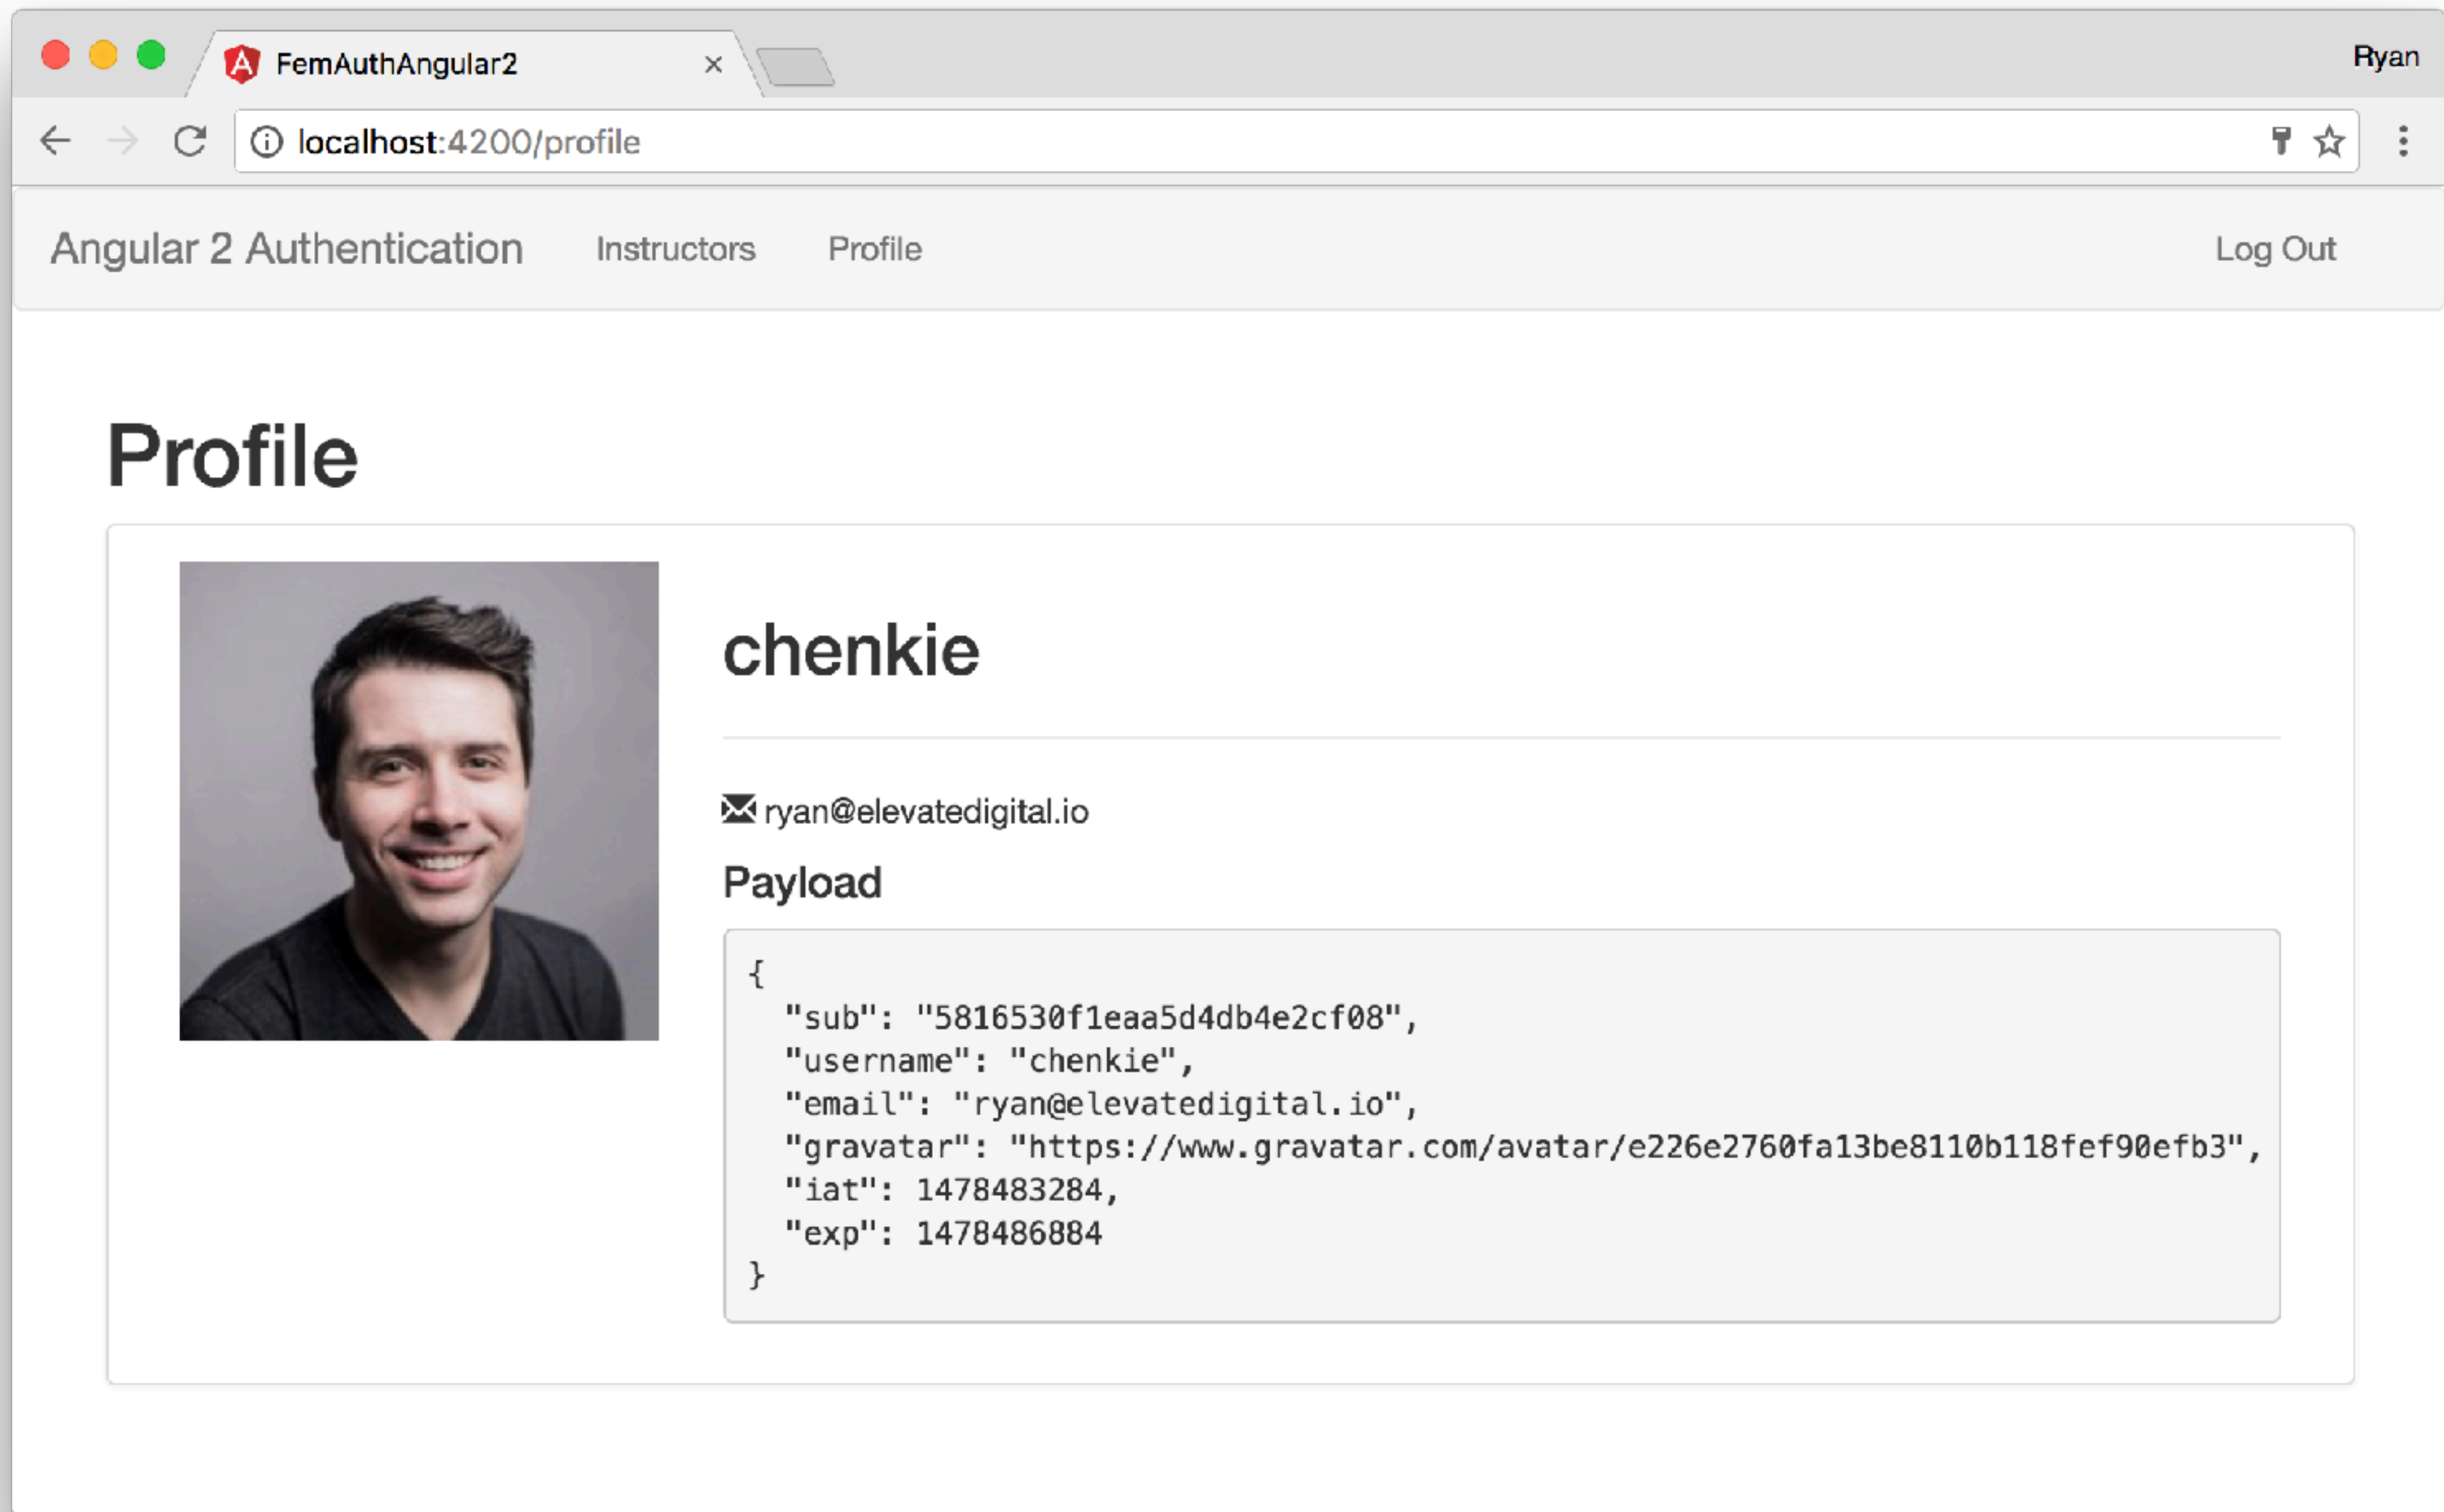 FemAuthAngular2
Ryan
localhost:4200/profile
Angular 2 Authentication Instructors Profile Log Out
Profile
chenkie
ryan@elevatedigital.io
Payload
{
  "sub": "5816530f1eaa5d4db4e2cf08",
  "username": "chenkie",
  "email": "ryan@elevatedigital.io",
  "gravatar": "https://www.gravatar.com/avatar/e226e2760fa13be8110b118fef90efb3",
  "iat": 1478483284,
  "exp": 1478486884
}